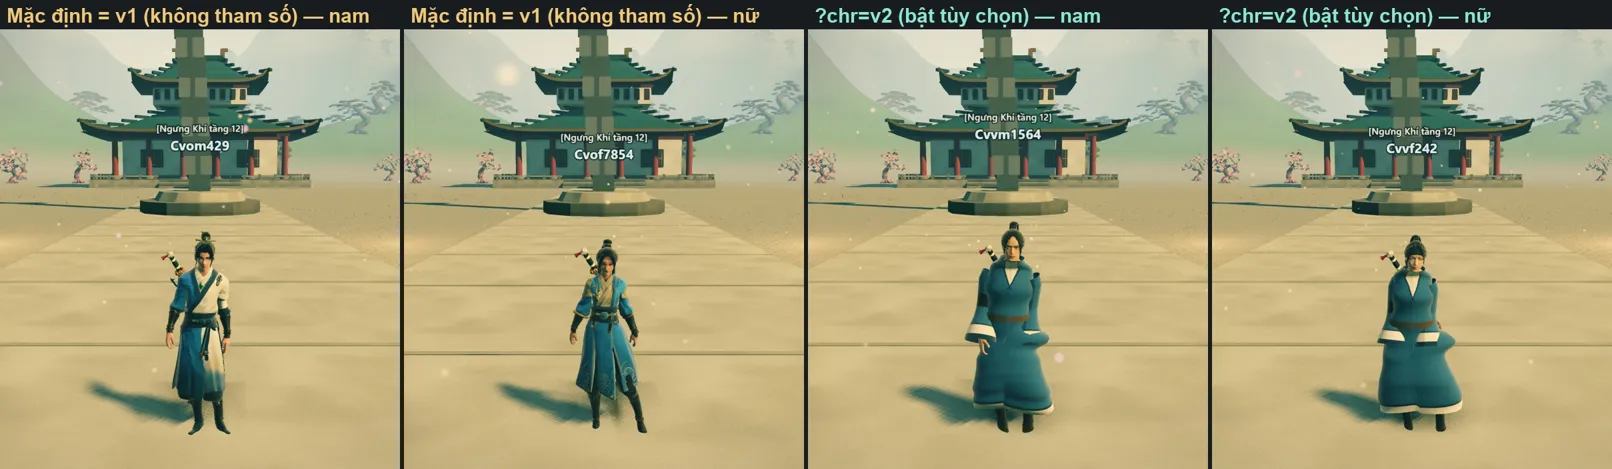 Mặc định = v1 (không tham số) — nam
[Ngưng Khí tầng 12]
Cvom429
Mặc định = v1 (không tham số) — nữ
[Ngưng Khí tầng 12]
Cvof7854
?chr=v2 (bật tùy chọn) — nam
[Ngưng Khí tầng 12]
Cvvm1564
?chr=v2 (bật tùy chọn) — nữ
[Ngưng Khí tầng 12]
Cvvf242